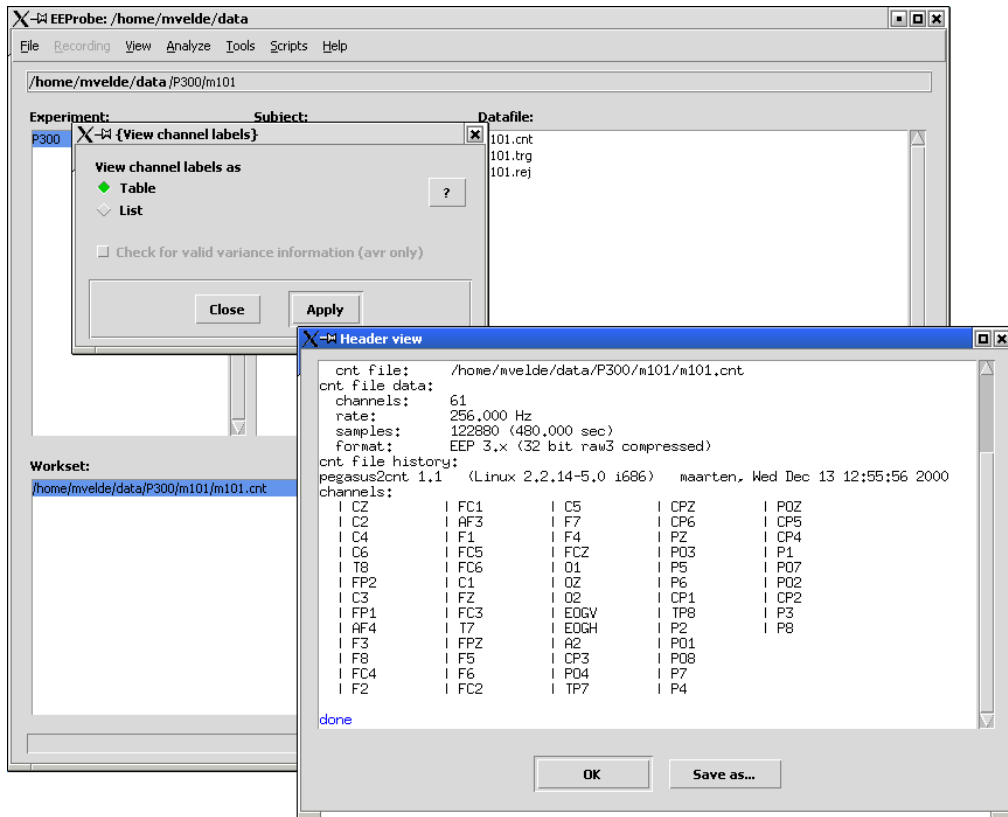 EEProbe: /home/mvelde/data
File Recording View Analyze Tools Scripts Help
/home/mvelde/data /P300/m101
Experiment: Subject: Datafile:
P300
101.cnt
101.trg
101.rej
{View channel labels}
View channel labels as
Table
List
?
Check for valid variance information (avr only)
Close Apply
Workset:
/home/mvelde/data/P300/m101/m101.cnt
Header view
cnt file: /home/mvelde/data/P300/m101/m101.cnt
cnt file data:
channels: 61
rate: 256.000 Hz
samples: 122880 (480.000 sec)
format: EEP 3.x (32 bit raw3 compressed)
cnt file history:
pegasus2cnt 1.1 (Linux 2.2.14-5.0 i686) maarten, Wed Dec 13 12:55:56 2000
channels:
| CZ | FC1 | C5 | CPZ | POZ
| C2 | AF3 | F7 | CP6 | CP5
| C4 | F1 | F4 | PZ | CP4
| C6 | FC5 | FCZ | PO3 | P1
| T8 | FC6 | O1 | P5 | PO7
| FP2 | C1 | OZ | P6 | PO2
| C3 | FZ | O2 | CP1 | CP2
| FP1 | FC3 | EOGV | TP8 | P3
| AF4 | T7 | EOGH | P2 | P8
| F3 | FPZ | A2 | PO1
| F8 | F5 | CP3 | PO8
| FC4 | F6 | PO4 | P7
| F2 | FC2 | TP7 | P4
done
OK Save as...